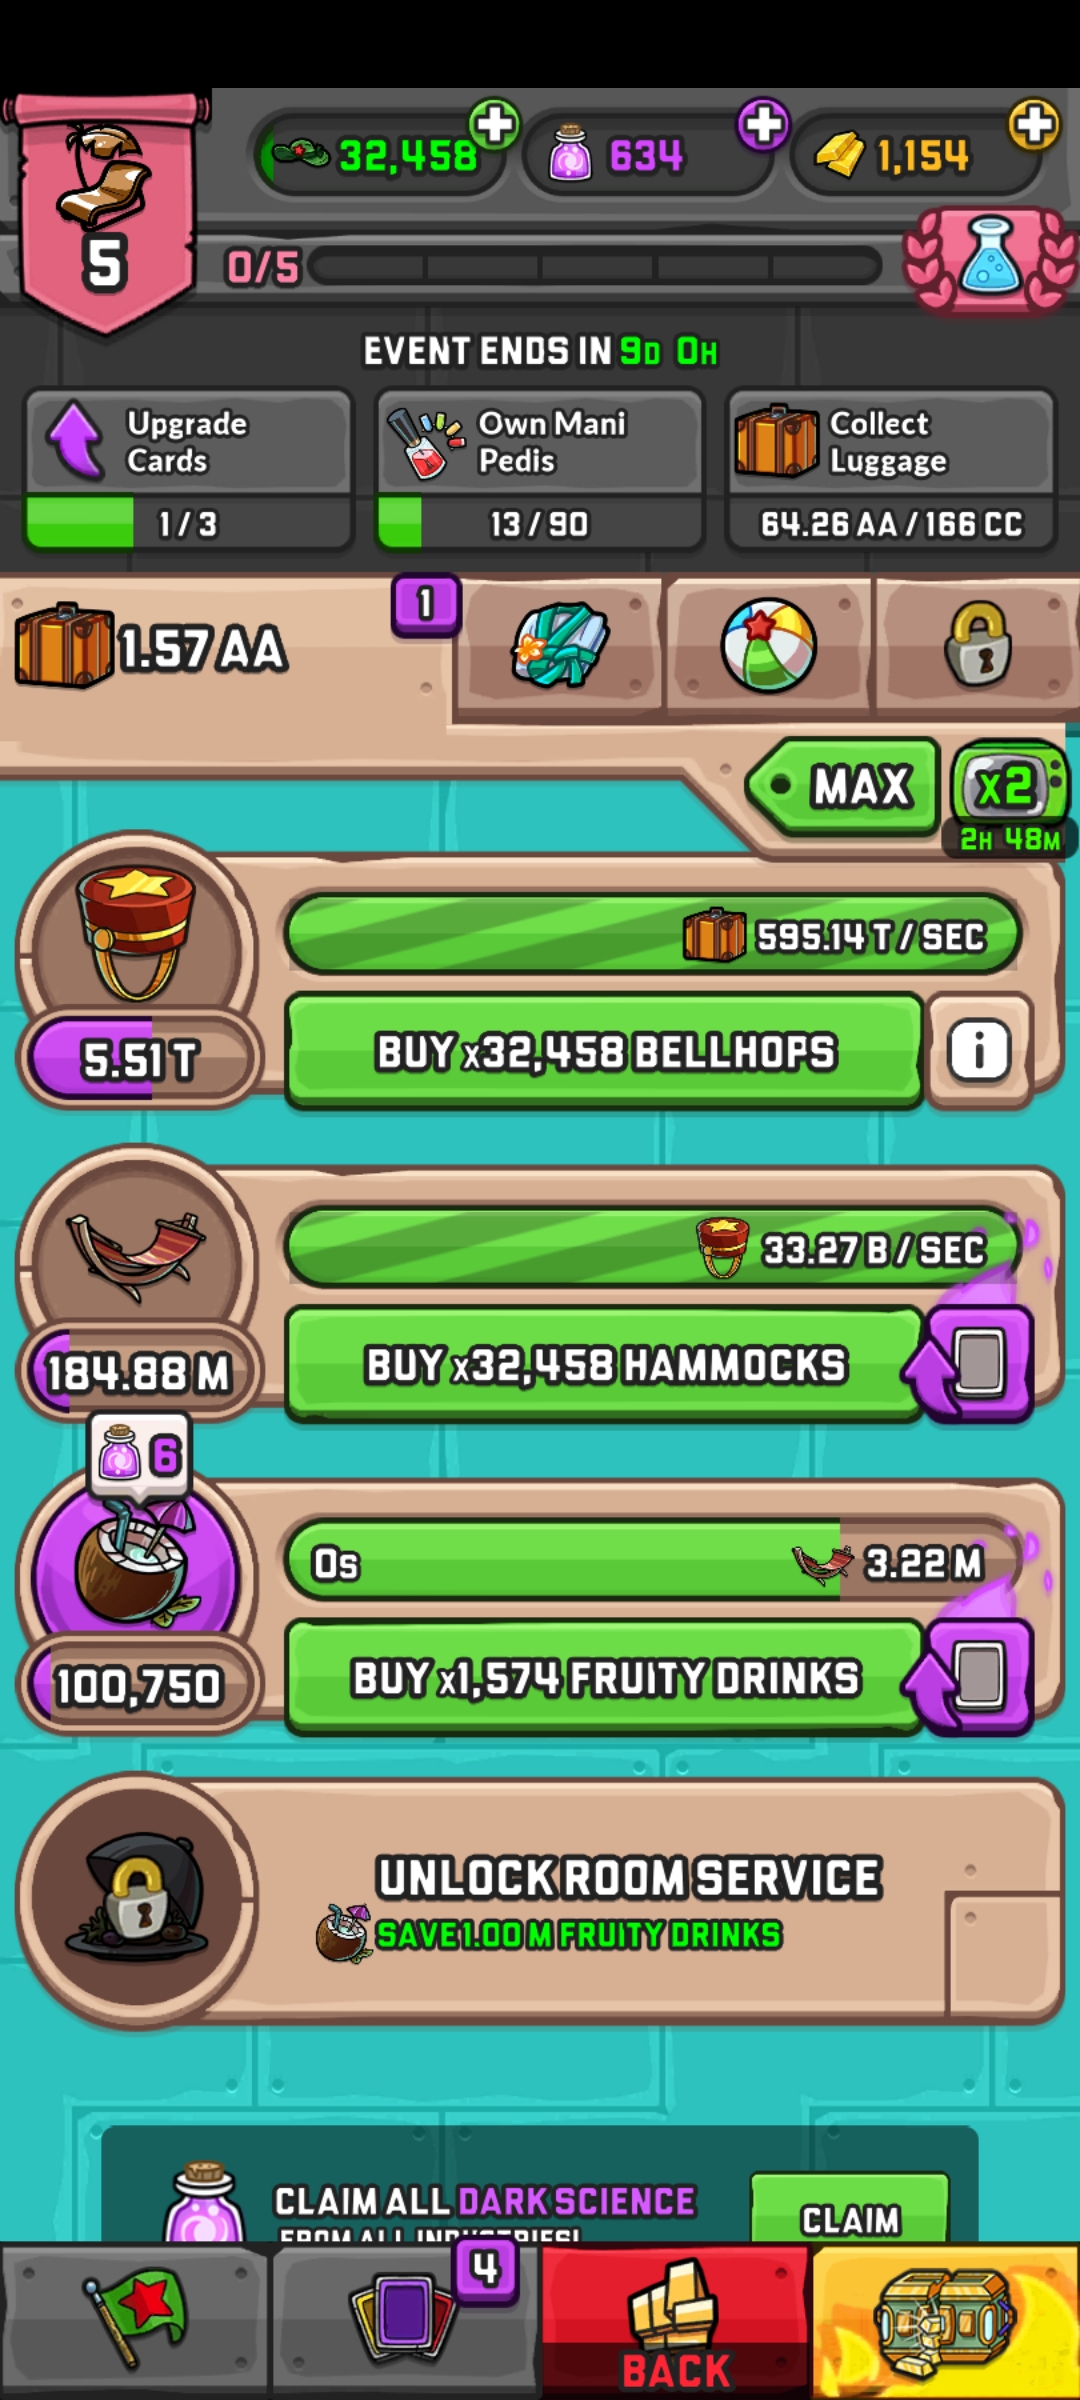 32,458
634
1,154
5
0/5
EVENT ENDS IN 9D 0H
Upgrade
Cards
1/3
Own Mani
Pedis
13/90
Collect
Luggage
64.26 AA/166 CC
1.57 AA
1
MAX
x2
2H 48M
595.14 T/SEC
5.51 T
BUY x32,458 BELLHOPS
i
33.27 B/SEC
184.88 M
BUY x32,458 HAMMOCKS
6
0s
3.22 M
100,750
BUY x1,574 FRUITY DRINKS
UNLOCK ROOM SERVICE
SAVE 1.00 M FRUITY DRINKS
CLAIM ALL DARK SCIENCE
FROM ALL INDUSTRIES!
CLAIM
4
BACK